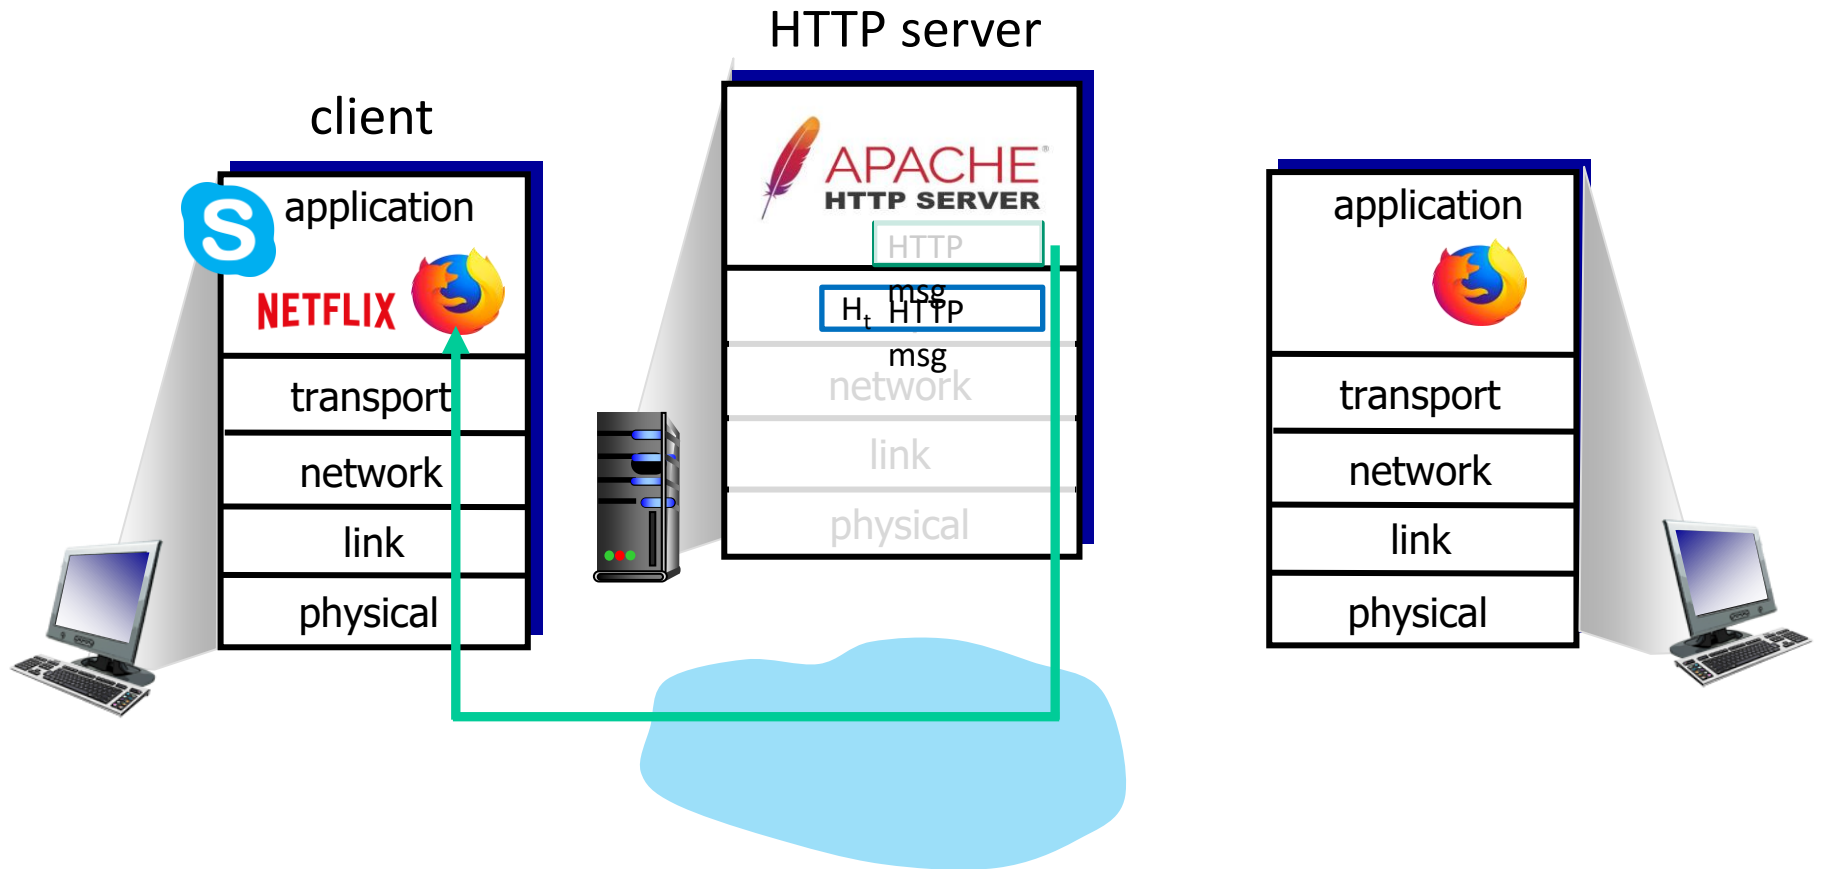 HTTP server
client
application
S
NETFLIX
transport
network
link
physical
APACHE®
HTTP SERVER
HTTP
msg
Ht HTTP
msg
network
link
physical
application
transport
network
link
physical